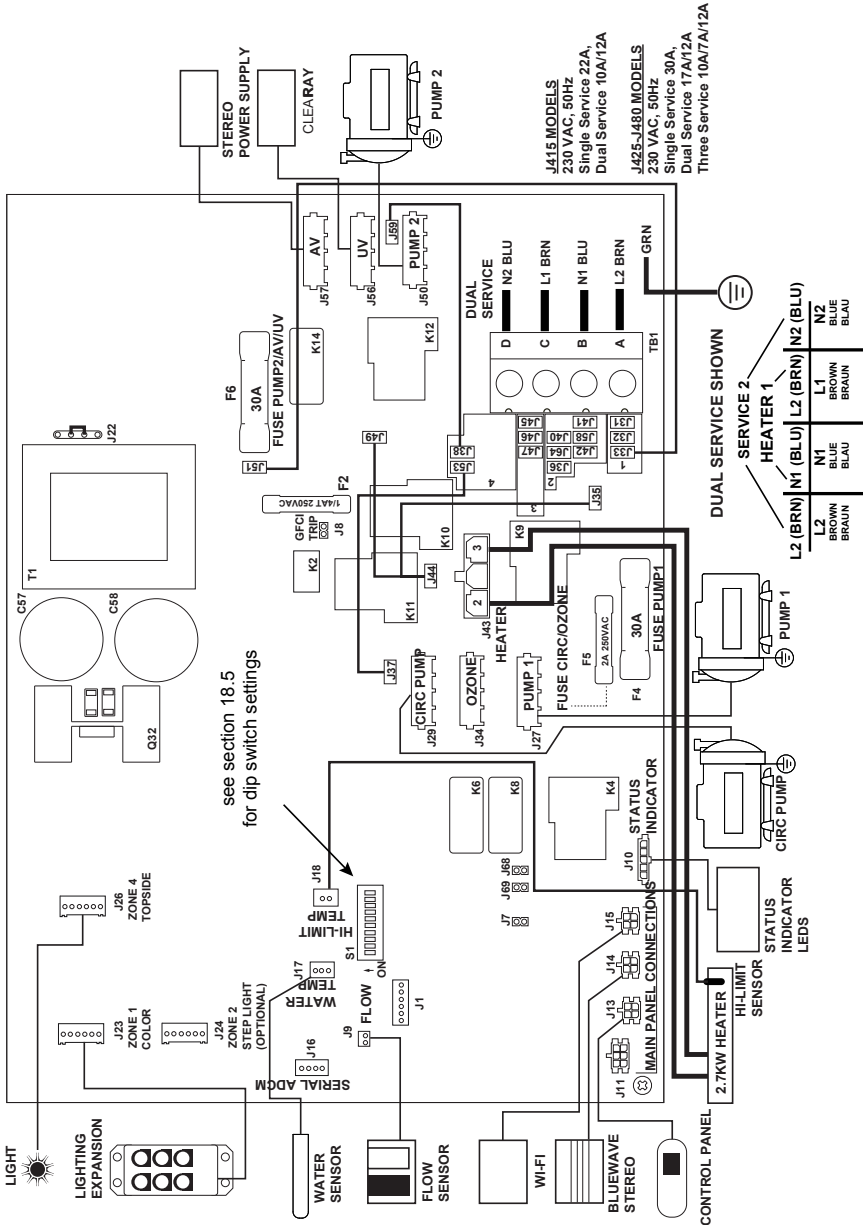 LIGHT
LIGHTING
EXPANSION
WATER
SENSOR
FLOW
SENSOR
WI-FI
BLUEWAVE
STEREO
CONTROL PANEL
J23
ZONE 1
COLOR
J24
ZONE 2
STEP LIGHT
(OPTIONAL)
J26
ZONE 4
TOPSIDE
J16
SERIAL ADCM
J9
FLOW
J17
WATER
TEMP
J18
HI-LIMIT
TEMP
S1
ON
J1
see section 18.5
for dip switch settings
J7
J69
J68
J11
J13
J14
J15
MAIN PANEL CONNECTIONS
J10
STATUS
INDICATOR
2.7KW HEATER
HI-LIMIT
SENSOR
STATUS
INDICATOR
LEDS
CIRC PUMP
PUMP 1
Q32
C57
C58
T1
J22
K6
K8
K4
J29
CIRC PUMP
J34
OZONE
J27
PUMP 1
J37
J43
HEATER
2
3
FUSE CIRC/OZONE
F5
2A 250VAC
F4
30A
FUSE PUMP1
K11
K2
GFCI
TRIP
J8
F2
1/4AT 250VAC
J44
J49
K10
K9
J35
J51
F6
30A
FUSE PUMP2/AV/UV
K14
K12
J57
AV
J56
UV
J50
PUMP 2
J59
J53
J38
4
3
2
1
J47
J46
J45
J36
J64
J40
J42
J58
J41
J33
J32
J31
DUAL
SERVICE
D
N2 BLU
C
L1 BRN
B
N1 BLU
A
L2 BRN
TB1
GRN
STEREO
POWER SUPPLY
CLEARAY
PUMP 2
J415 MODELS
230 VAC, 50Hz
Single Service 22A,
Dual Service 10A/12A
J425-J480 MODELS
230 VAC, 50Hz
Single Service 30A,
Dual Service 17A/12A
Three Service 10A/7A/12A
DUAL SERVICE SHOWN
SERVICE 2
HEATER 1
L2 (BRN) N1 (BLU) L2 (BRN) N2 (BLU)
L2 N1 L1 N2
BROWN BLUE BROWN BLUE
BRAUN BLAU BRAUN BLAU